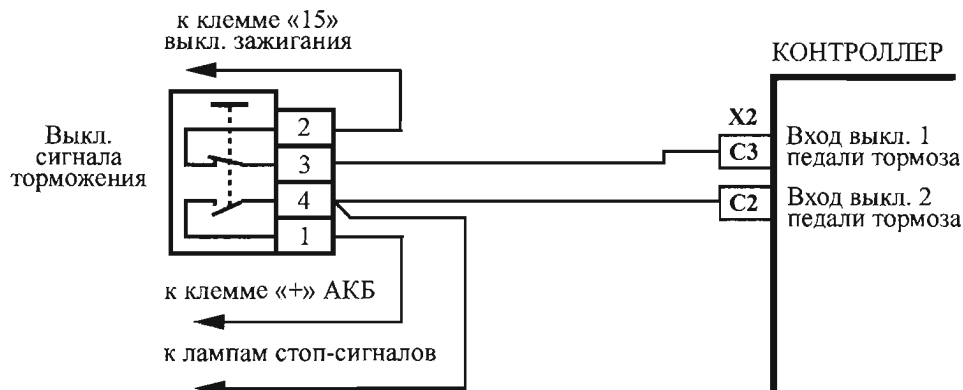 к клемме «15»
выкл. зажигания
КОНТРОЛЛЕР
Выкл.
сигнала
торможения
2
3
4
1
X2
C3
C2
Вход выкл. 1
педали тормоза
Вход выкл. 2
педали тормоза
к клемме «+» АКБ
к лампам стоп-сигналов